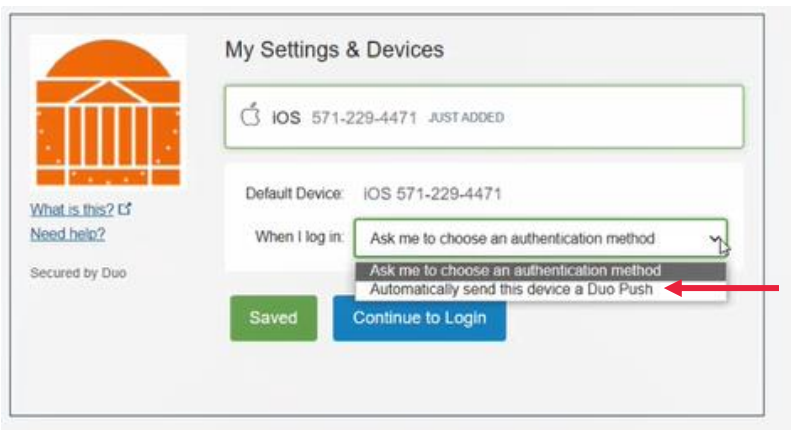 My Settings & Devices
iOS 571-229-4471 JUST ADDED
What is this?
Need help?
Secured by Duo
Default Device: iOS 571-229-4471
When I log in: Ask me to choose an authentication method
Ask me to choose an authentication method
Automatically send this device a Duo Push
Saved Continue to Login